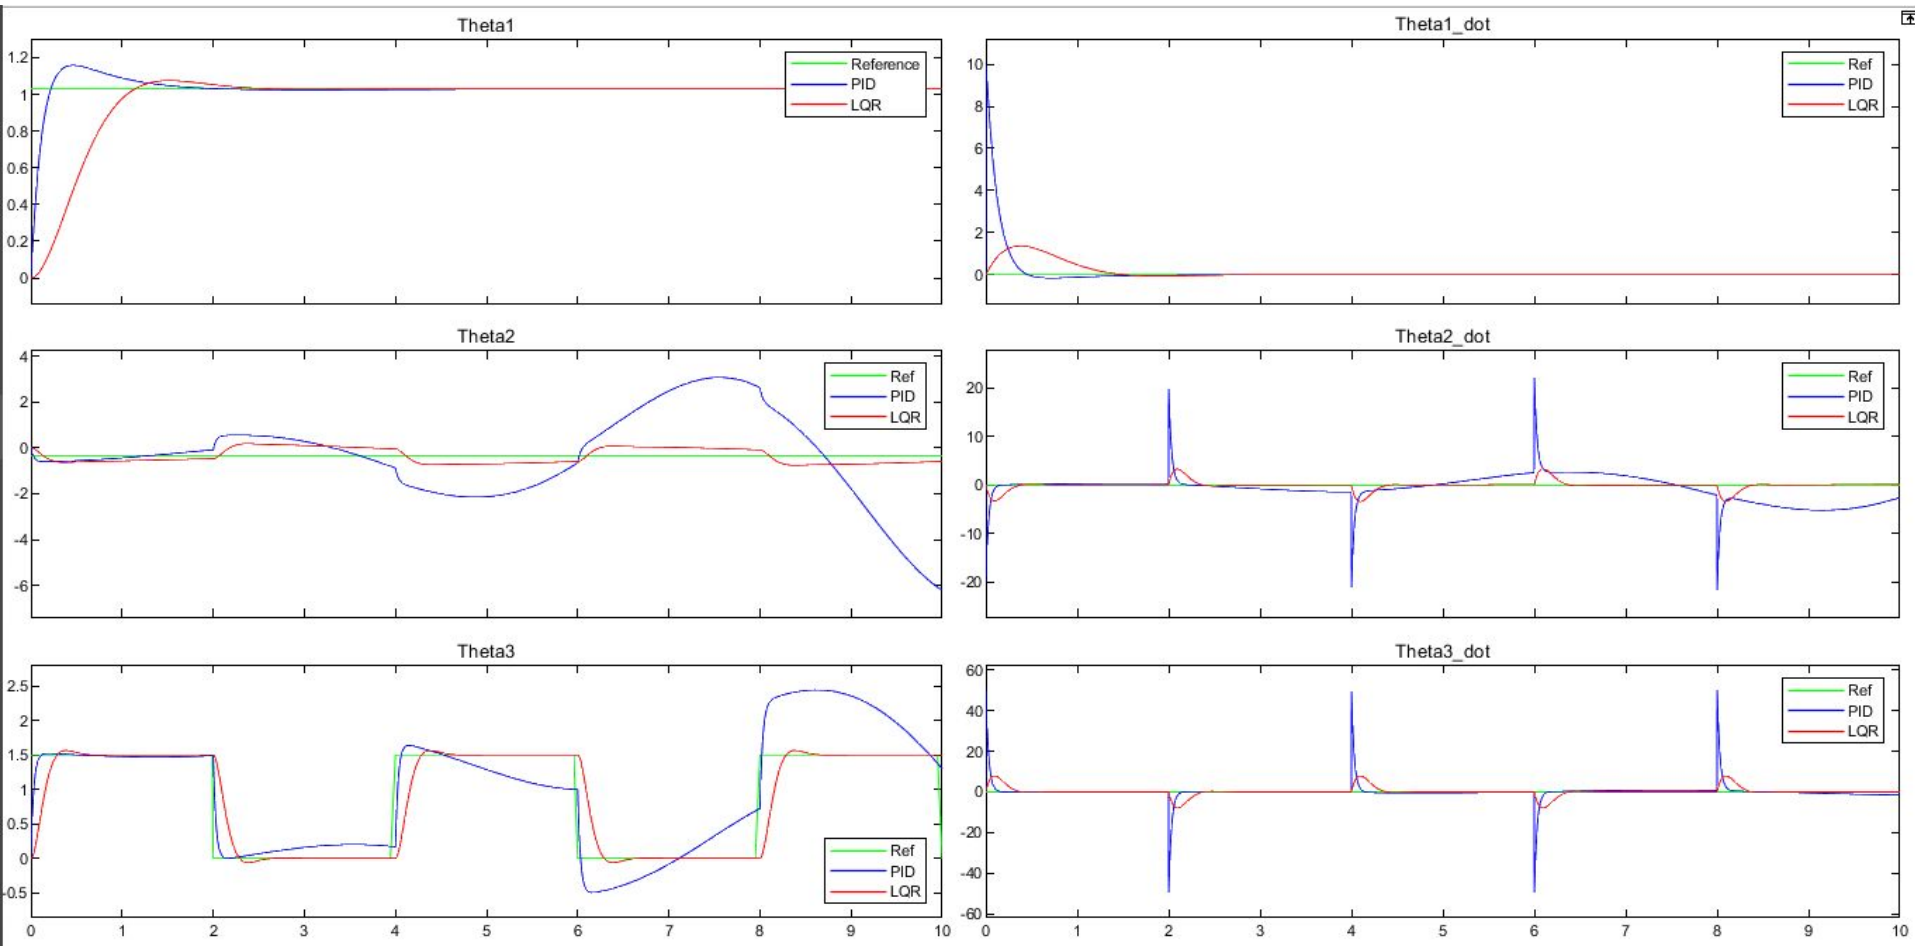 Theta1
1.2
1
0.8
0.6
0.4
0.2
0
Reference
PID
LQR
Theta1_dot
10
8
6
4
2
0
Ref
PID
LQR
Theta2
4
2
0
-2
-4
-6
Ref
PID
LQR
Theta2_dot
20
10
0
-10
-20
Ref
PID
LQR
Theta3
2.5
2
1.5
1
0.5
0
-0.5
Ref
PID
LQR
0 1 2 3 4 5 6 7 8 9 10
Theta3_dot
60
40
20
0
-20
-40
-60
Ref
PID
LQR
0 1 2 3 4 5 6 7 8 9 10